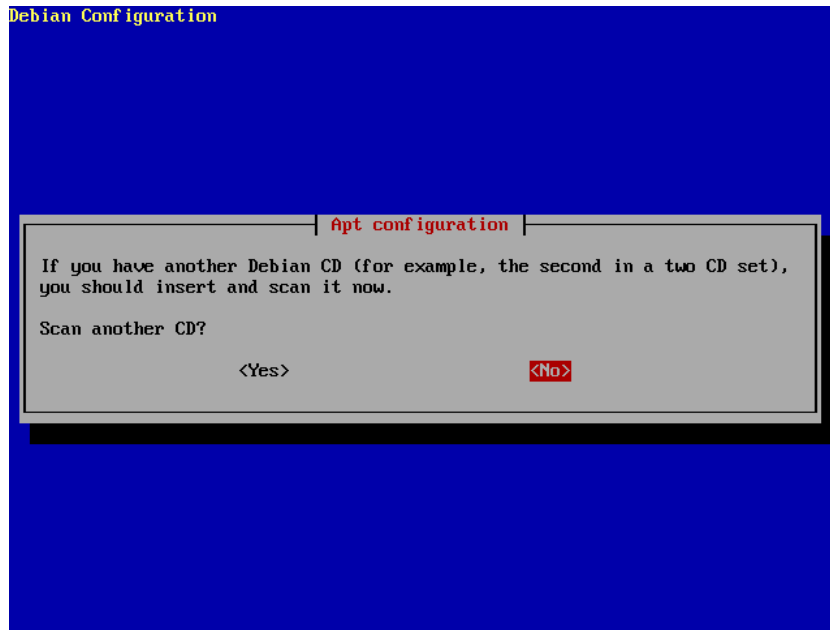 Debian Configuration
Apt configuration
If you have another Debian CD (for example, the second in a two CD set),
you should insert and scan it now.
Scan another CD?
<Yes> <No>